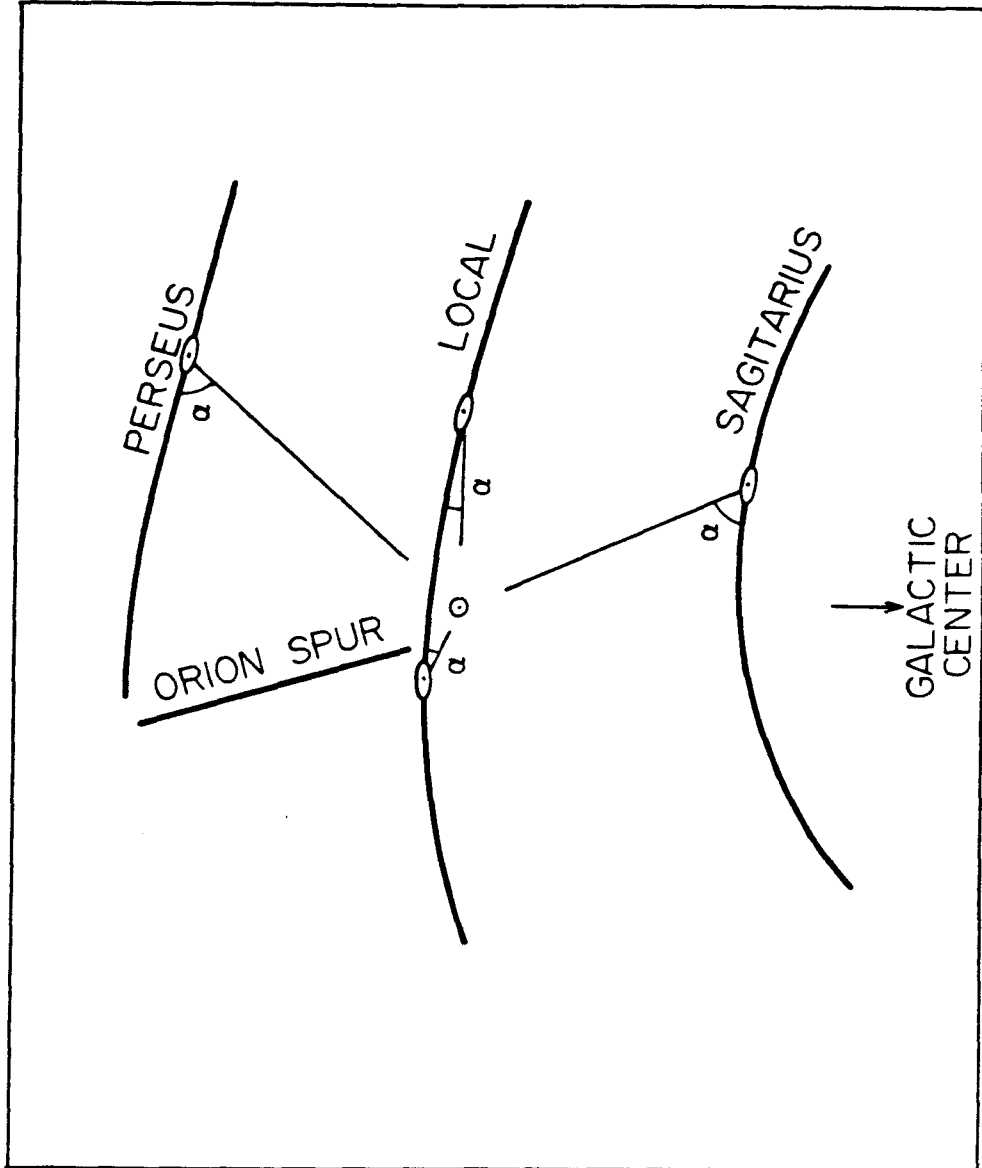 PERSEUS
α
LOCAL
α
ORION SPUR
α
SAGITARIUS
α
GALACTIC
CENTER